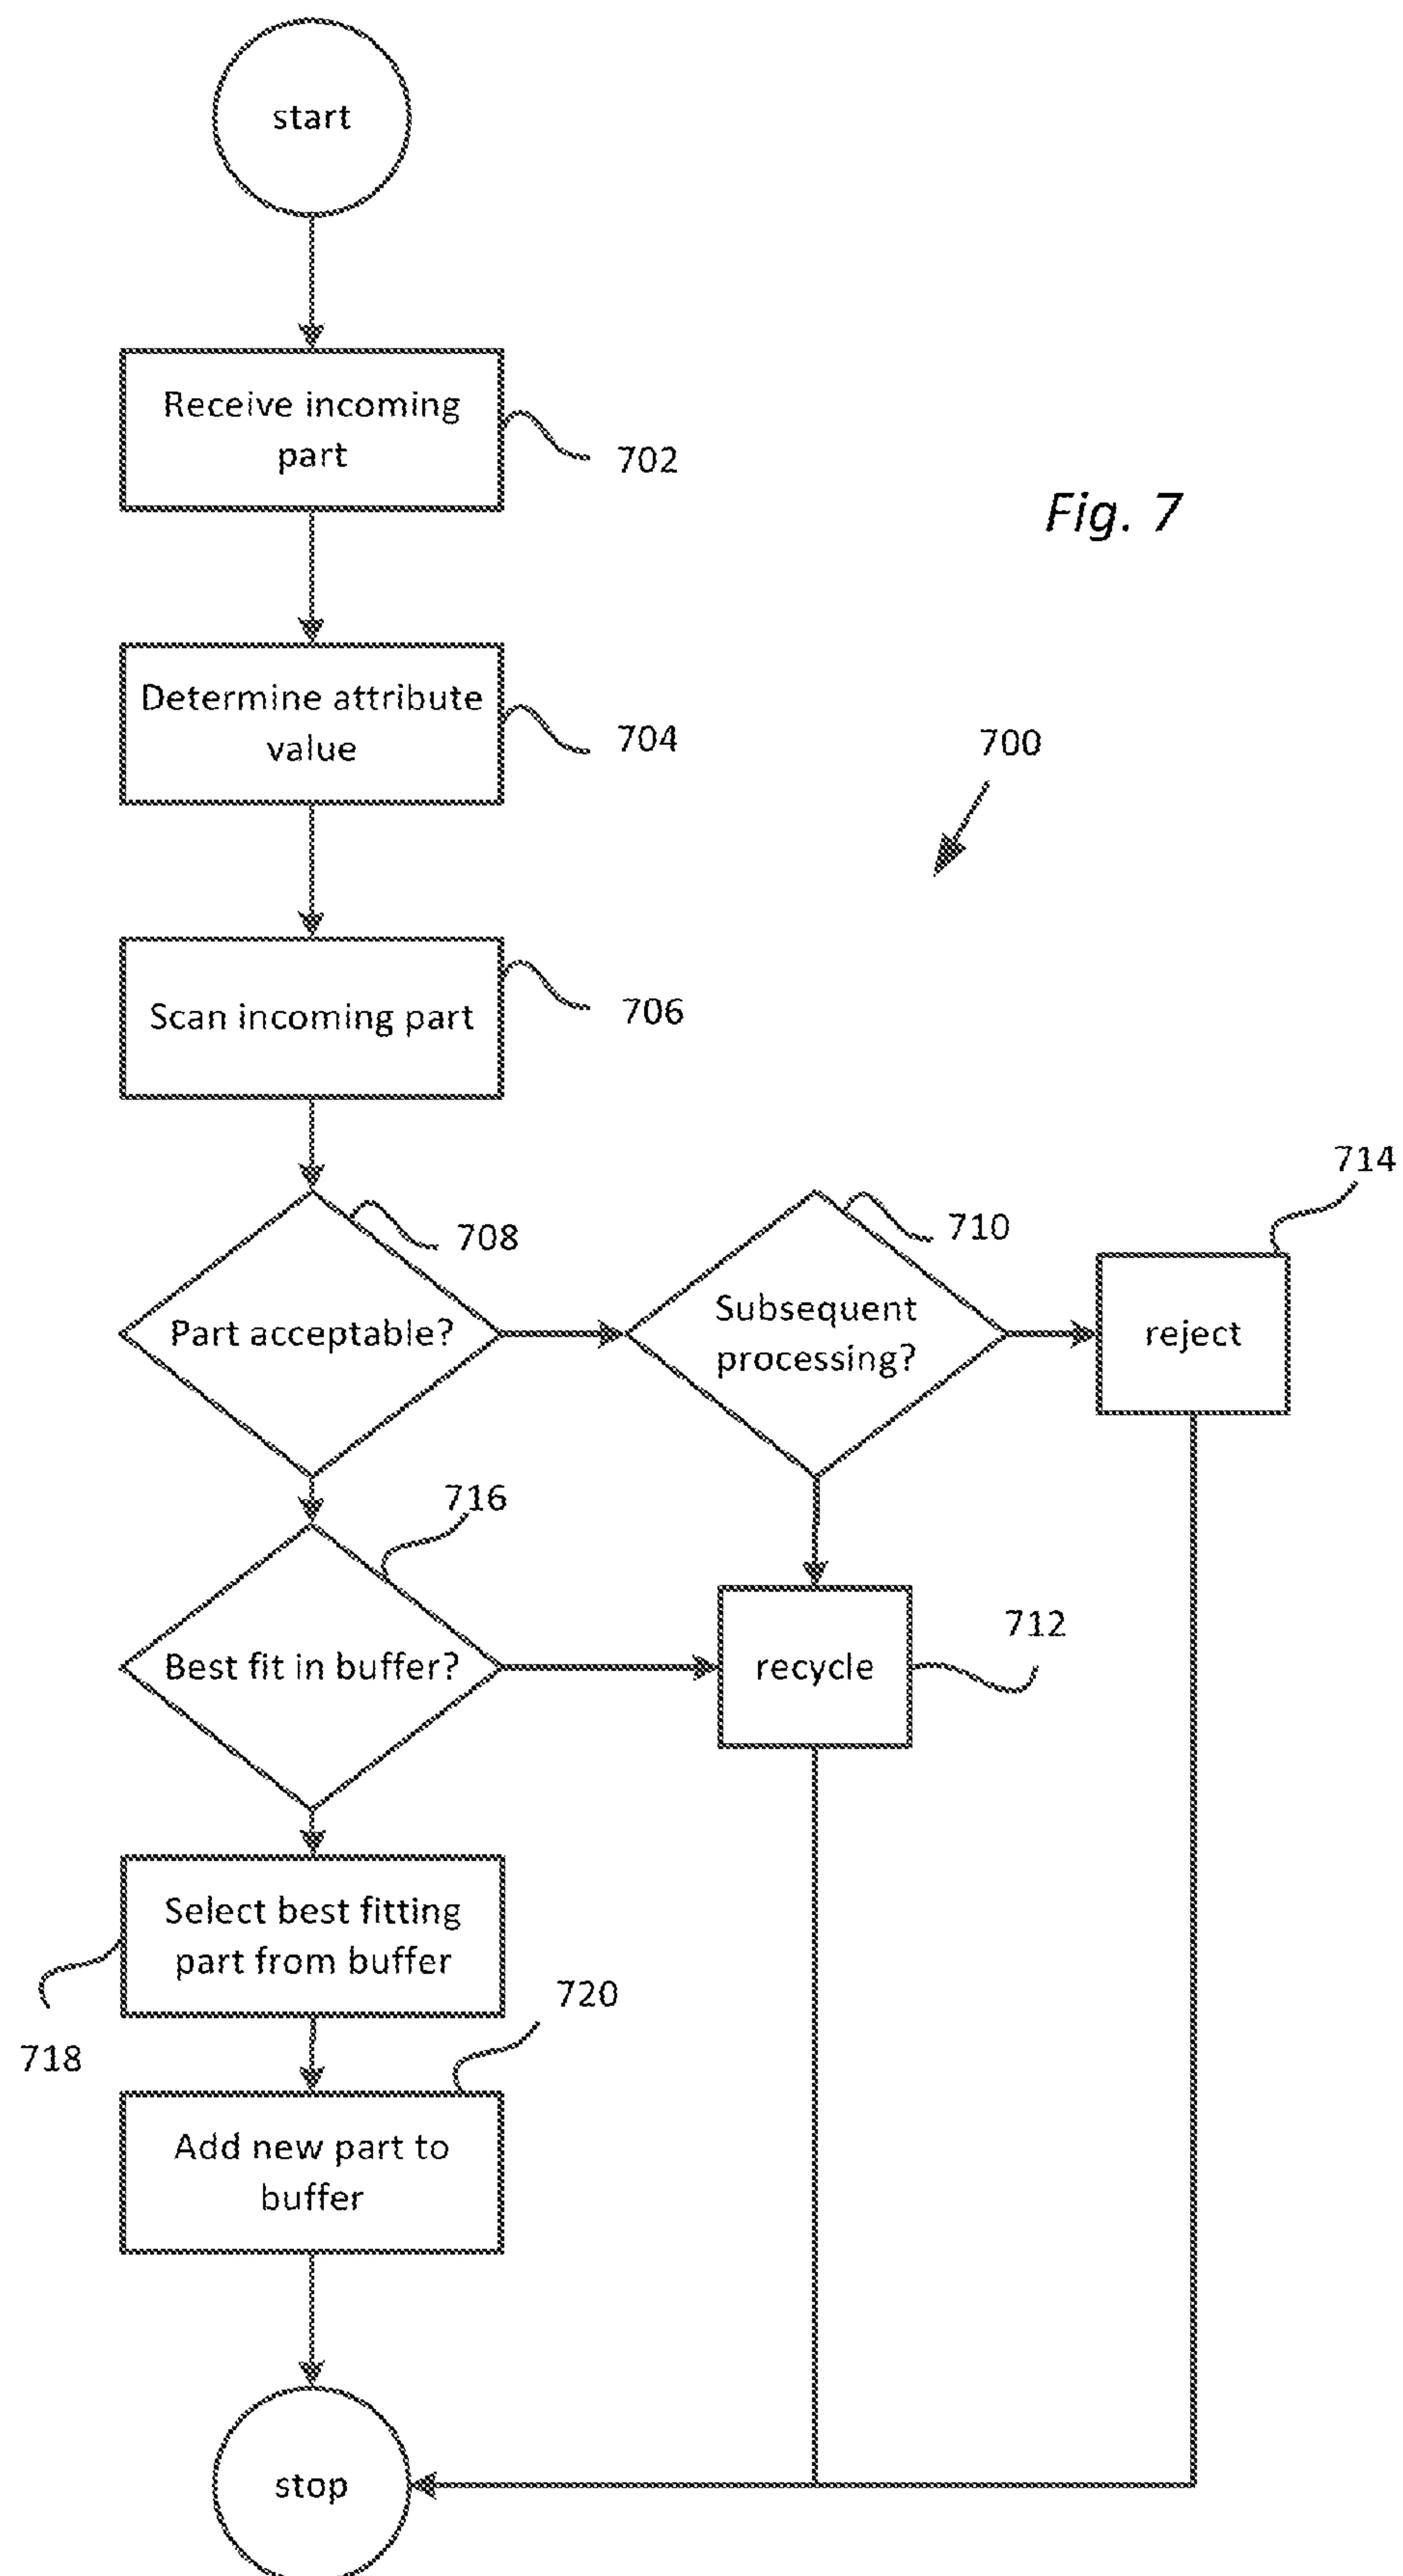 start
Receive incoming
part
702
Fig. 7
Determine attribute
value
704
700
Scan incoming part
706
714
708
710
Part acceptable?
Subsequent
processing?
reject
716
712
Best fit in buffer?
recycle
Select best fitting
part from buffer
720
718
Add new part to
buffer
stop